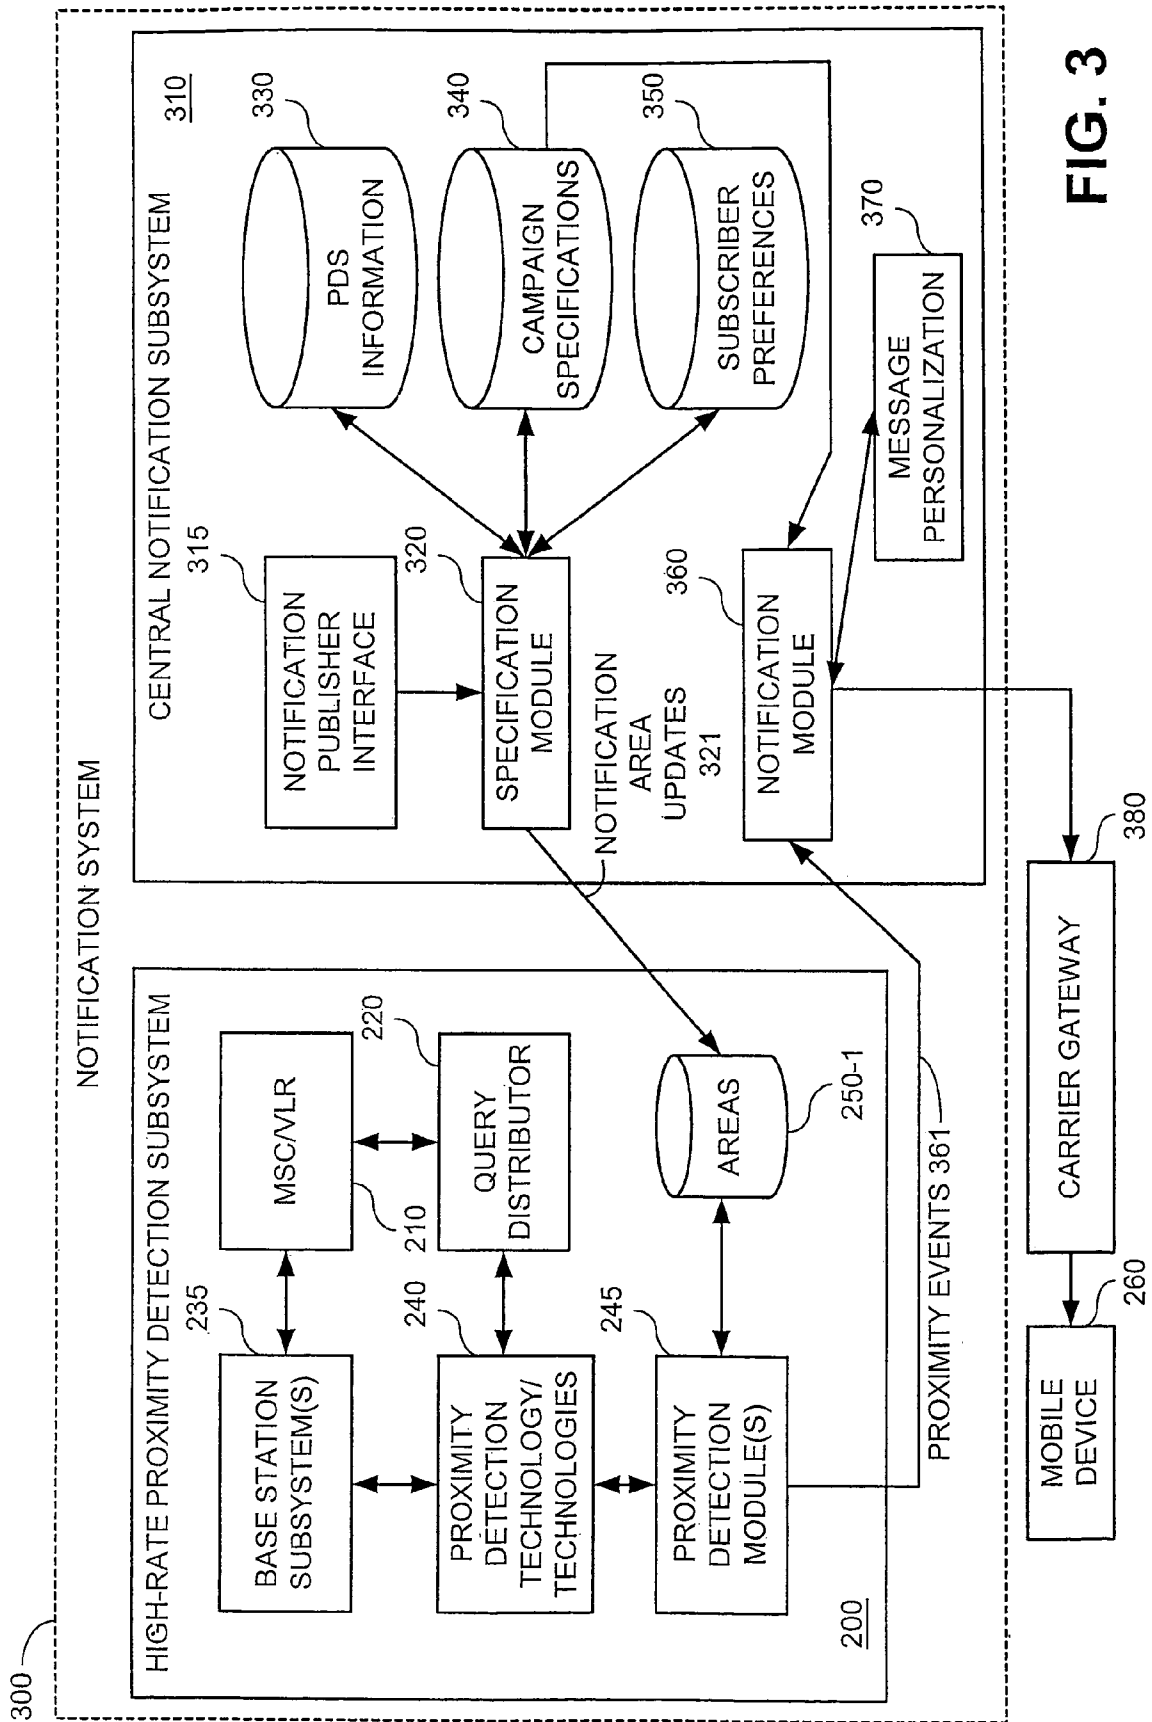 300
NOTIFICATION SYSTEM
HIGH-RATE PROXIMITY DETECTION SUBSYSTEM
BASE STATION
SUBSYSTEM(S)
235
MSC/VLR
210
PROXIMITY
DETECTION
TECHNOLOGY/
TECHNOLOGIES
240
QUERY
DISTRIBUTOR
220
PROXIMITY
DETECTION
MODULE(S)
245
AREAS
250-1
200
PROXIMITY EVENTS 361
CENTRAL NOTIFICATION SUBSYSTEM
310
NOTIFICATION
PUBLISHER
INTERFACE
315
SPECIFICATION
MODULE
320
PDS
INFORMATION
330
CAMPAIGN
SPECIFICATIONS
340
SUBSCRIBER
PREFERENCES
350
NOTIFICATION
AREA
UPDATES
321
NOTIFICATION
MODULE
360
MESSAGE
PERSONALIZATION
370
MOBILE
DEVICE
260
CARRIER GATEWAY
380
FIG. 3